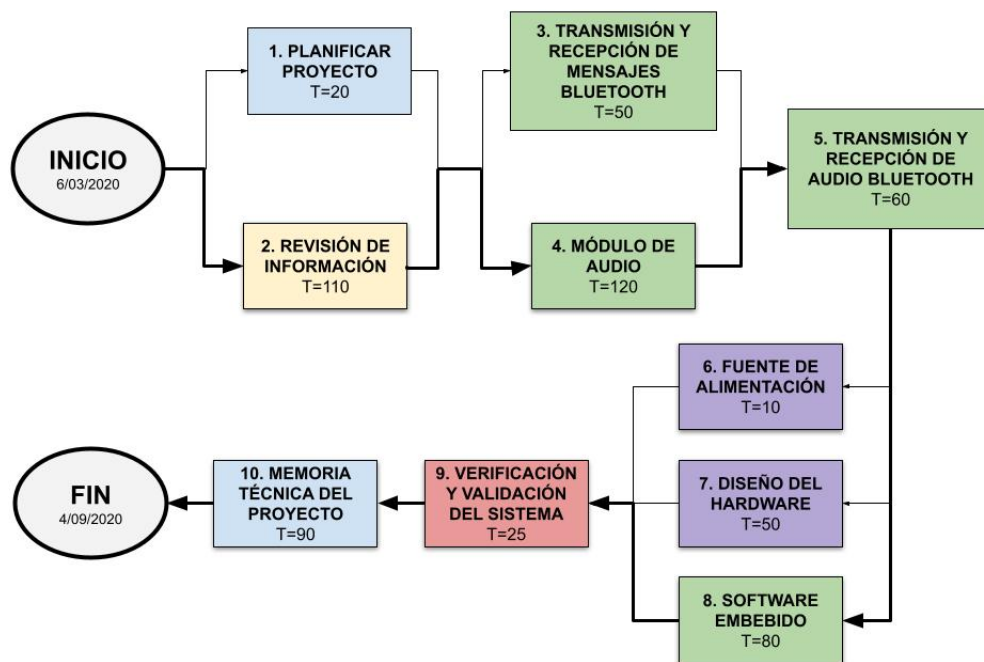 INICIO
6/03/2020
1. PLANIFICAR
PROYECTO
T=20
2. REVISIÓN DE
INFORMACIÓN
T=110
3. TRANSMISIÓN Y
RECEPCIÓN DE
MENSAJES
BLUETOOTH
T=50
4. MÓDULO DE
AUDIO
T=120
5. TRANSMISIÓN Y
RECEPCIÓN DE
AUDIO BLUETOOTH
T=60
6. FUENTE DE
ALIMENTACIÓN
T=10
7. DISEÑO DEL
HARDWARE
T=50
8. SOFTWARE
EMBEBIDO
T=80
9. VERIFICACIÓN
Y VALIDACIÓN
DEL SISTEMA
T=25
10. MEMORIA
TÉCNICA DEL
PROYECTO
T=90
FIN
4/09/2020